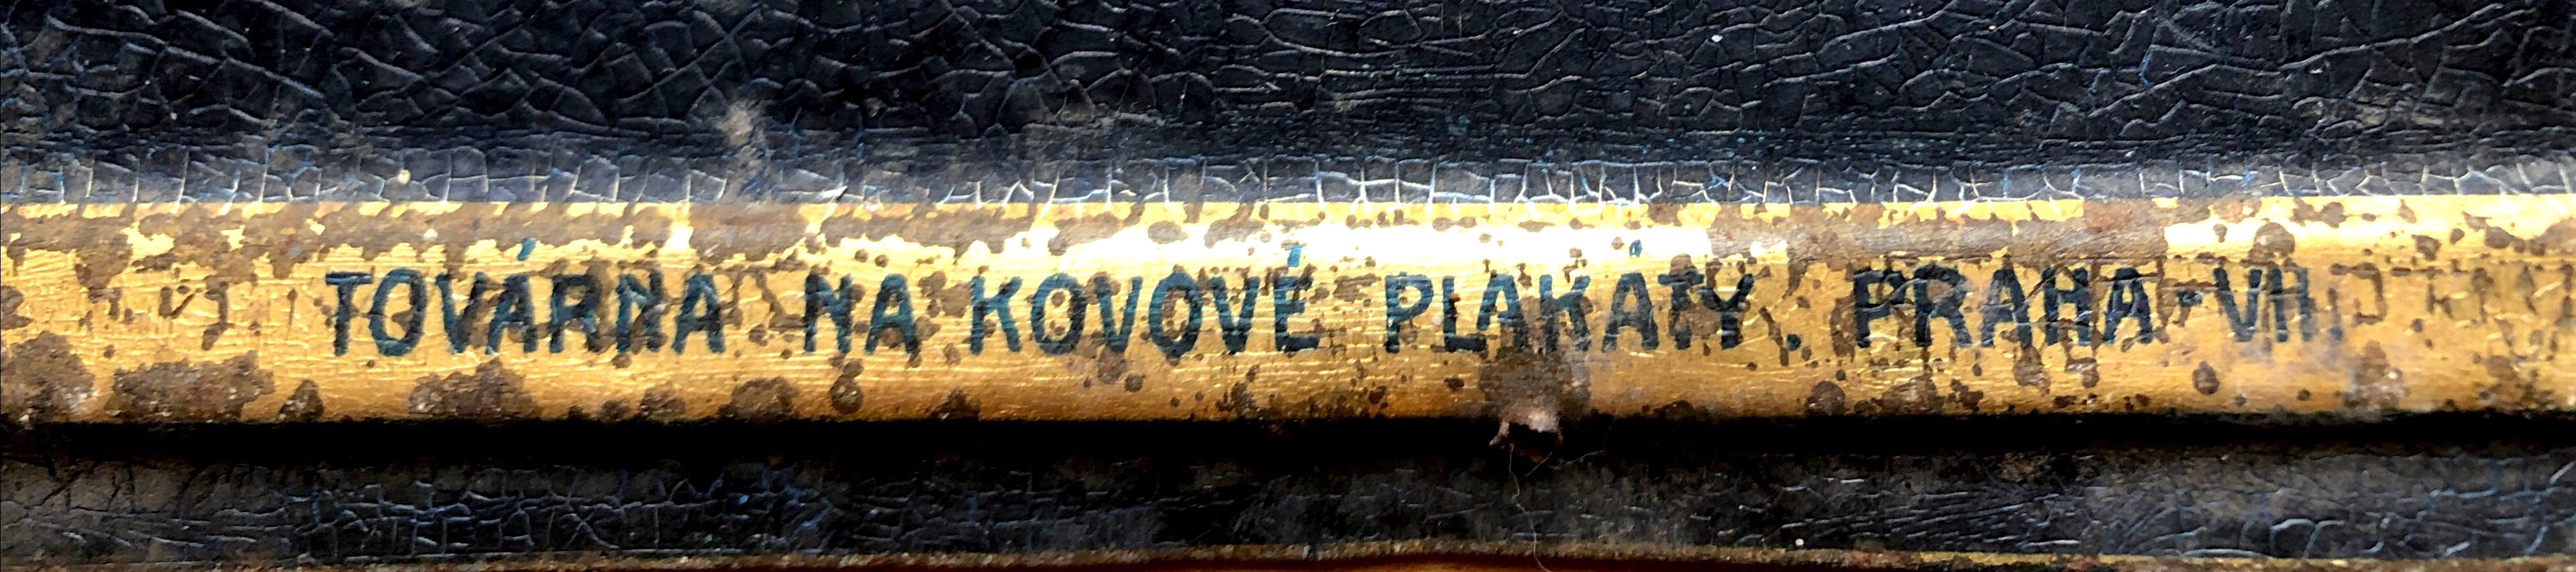 TOVÁRNA NA KOVOVÉ PLAKÁTY. PRAHA-VII.